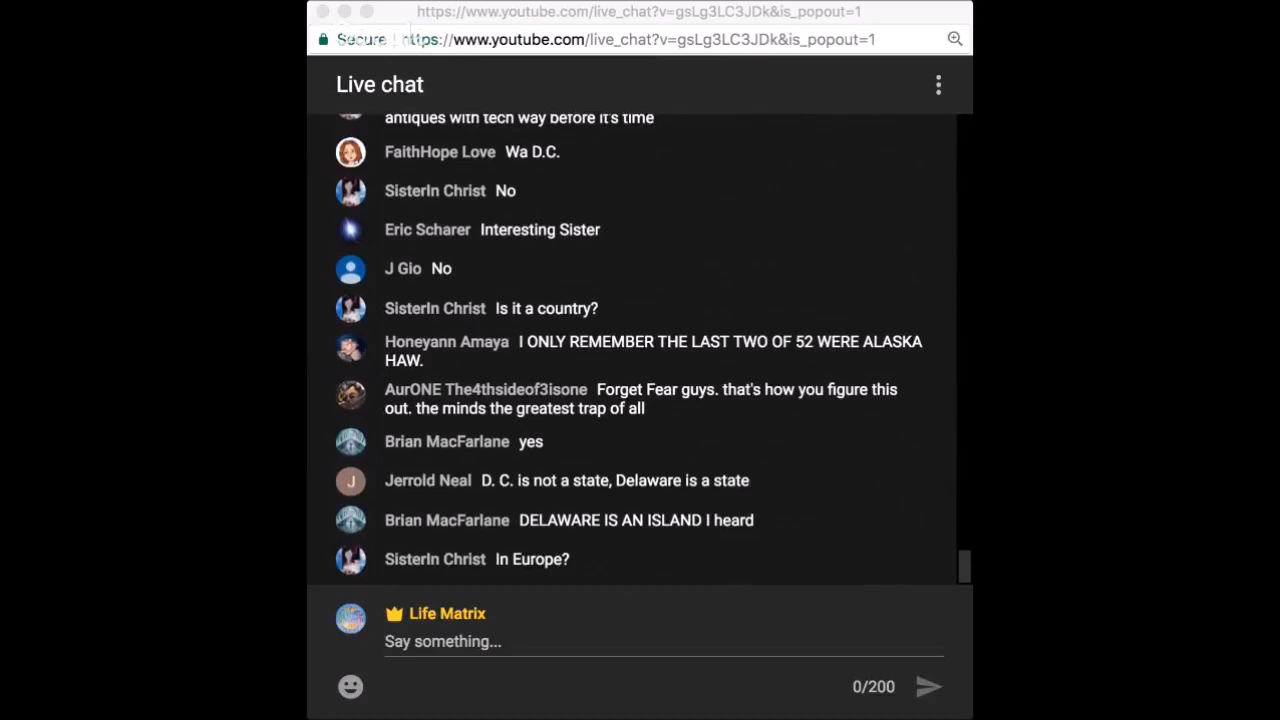 https://www.youtube.com/live_chat?v=gsLg3LC3JDk&is_popout=1
Secure https://www.youtube.com/live_chat?v=gsLg3LC3JDk&is_popout=1
Live chat
antiques with tech way before it's time
FaithHope Love Wa D.C.
SisterIn Christ No
Eric Scharer Interesting Sister
J Gio No
SisterIn Christ Is it a country?
Honeyann Amaya I ONLY REMEMBER THE LAST TWO OF 52 WERE ALASKA
HAW.
AurONE The4thsideof3isone Forget Fear guys. that's how you figure this
out. the minds the greatest trap of all
Brian MacFarlane yes
J Jerrold Neal D. C. is not a state, Delaware is a state
Brian MacFarlane DELAWARE IS AN ISLAND I heard
SisterIn Christ In Europe?
Life Matrix
Say something...
0/200